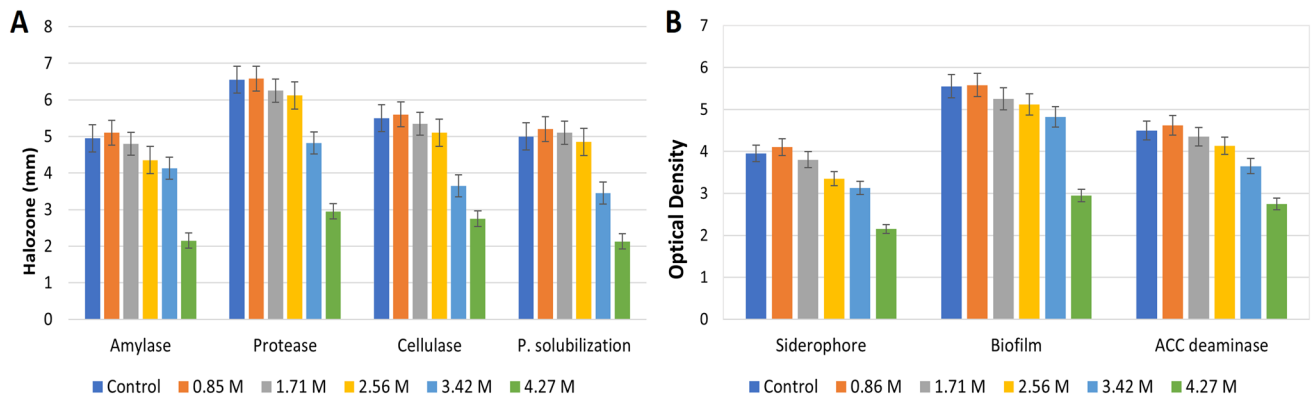 A
Halozone (mm)
8
7
6
5
4
3
2
1
0
Amylase Protease Cellulase P. solubilization
Control 0.85 M 1.71 M 2.56 M 3.42 M 4.27 M
B
Optical Density
7
6
5
4
3
2
1
0
Siderophore Biofilm ACC deaminase
Control 0.86 M 1.71 M 2.56 M 3.42 M 4.27 M